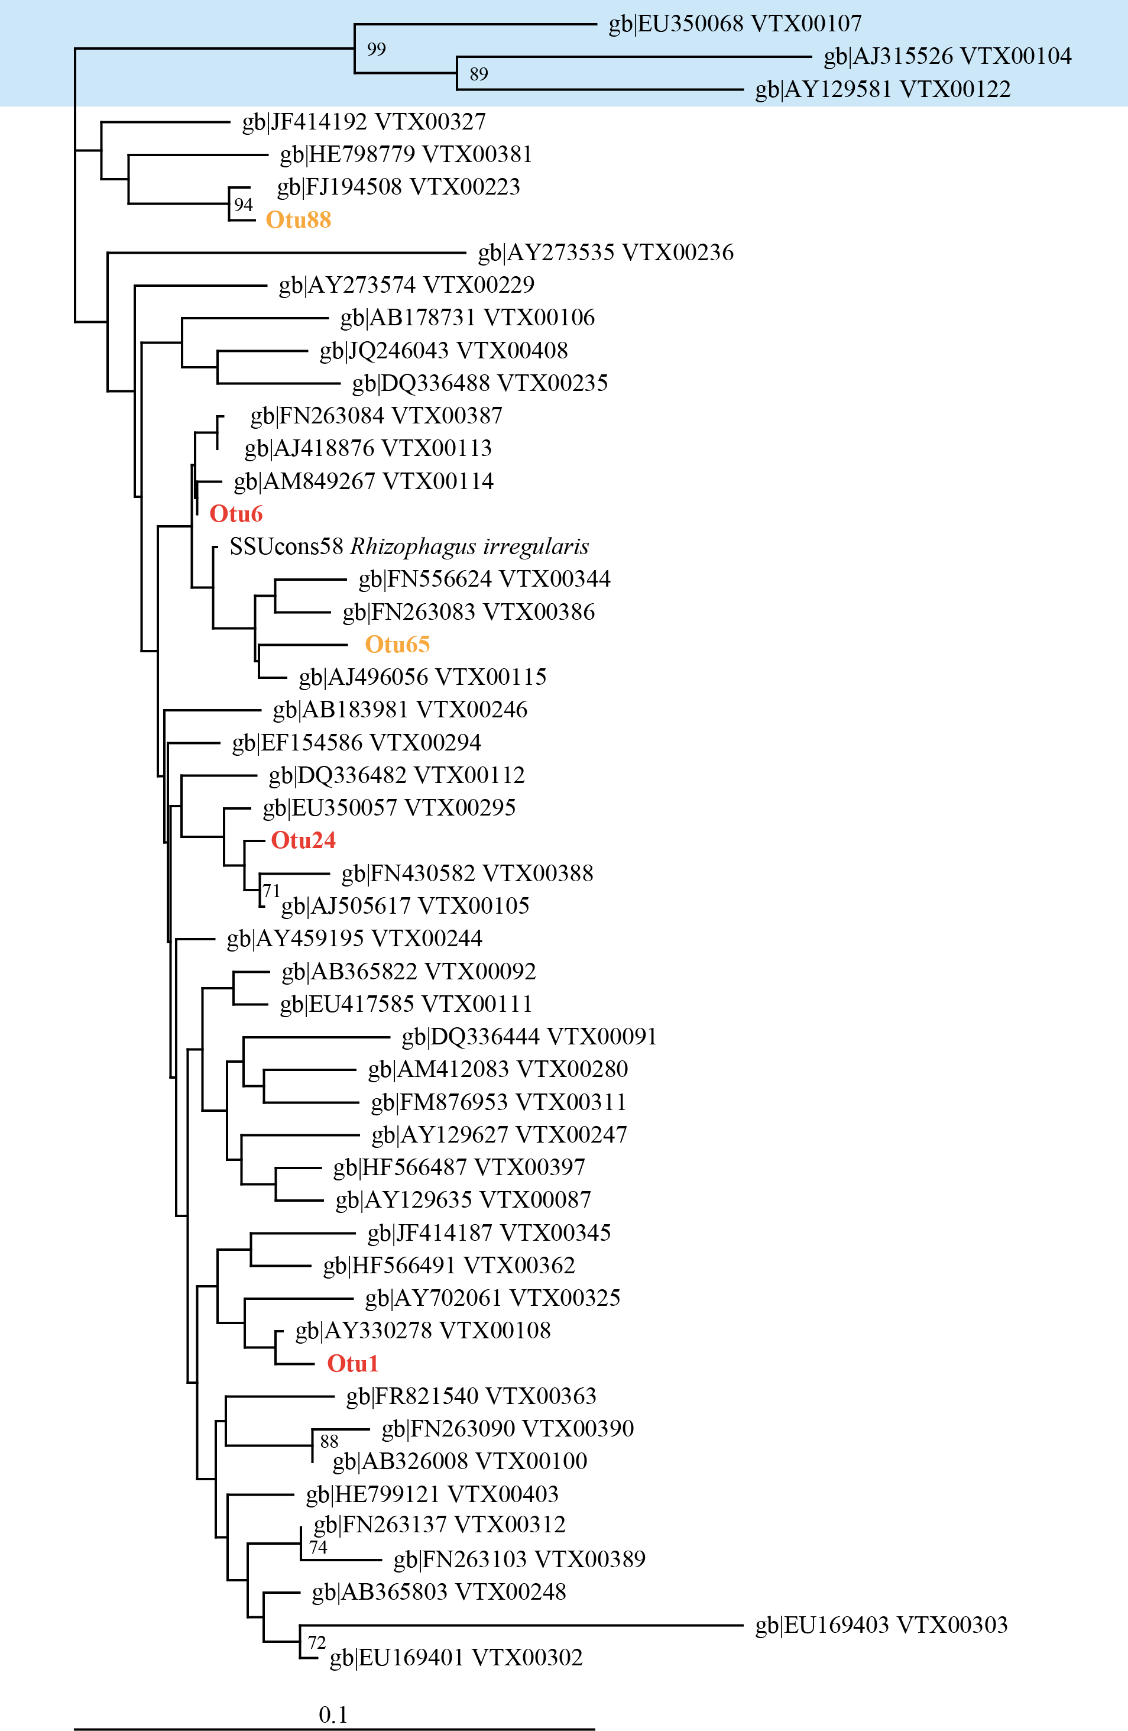 gb|EU350068 VTX00107
99
gb|AJ315526 VTX00104
89
gb|AY129581 VTX00122
gb|JF414192 VTX00327
gb|HE798779 VTX00381
gb|FJ194508 VTX00223
94
Otu88
gb|AY273535 VTX00236
gb|AY273574 VTX00229
gb|AB178731 VTX00106
gb|JQ246043 VTX00408
gb|DQ336488 VTX00235
gb|FN263084 VTX00387
gb|AJ418876 VTX00113
gb|AM849267 VTX00114
Otu6
SSUcons58 Rhizophagus irregularis
gb|FN556624 VTX00344
gb|FN263083 VTX00386
Otu65
gb|AJ496056 VTX00115
gb|AB183981 VTX00246
gb|EF154586 VTX00294
gb|DQ336482 VTX00112
gb|EU350057 VTX00295
Otu24
gb|FN430582 VTX00388
71
gb|AJ505617 VTX00105
gb|AY459195 VTX00244
gb|AB365822 VTX00092
gb|EU417585 VTX00111
gb|DQ336444 VTX00091
gb|AM412083 VTX00280
gb|FM876953 VTX00311
gb|AY129627 VTX00247
gb|HF566487 VTX00397
gb|AY129635 VTX00087
gb|JF414187 VTX00345
gb|HF566491 VTX00362
gb|AY702061 VTX00325
gb|AY330278 VTX00108
Otu1
gb|FR821540 VTX00363
gb|FN263090 VTX00390
88
gb|AB326008 VTX00100
gb|HE799121 VTX00403
gb|FN263137 VTX00312
74
gb|FN263103 VTX00389
gb|AB365803 VTX00248
gb|EU169403 VTX00303
72
gb|EU169401 VTX00302
0.1